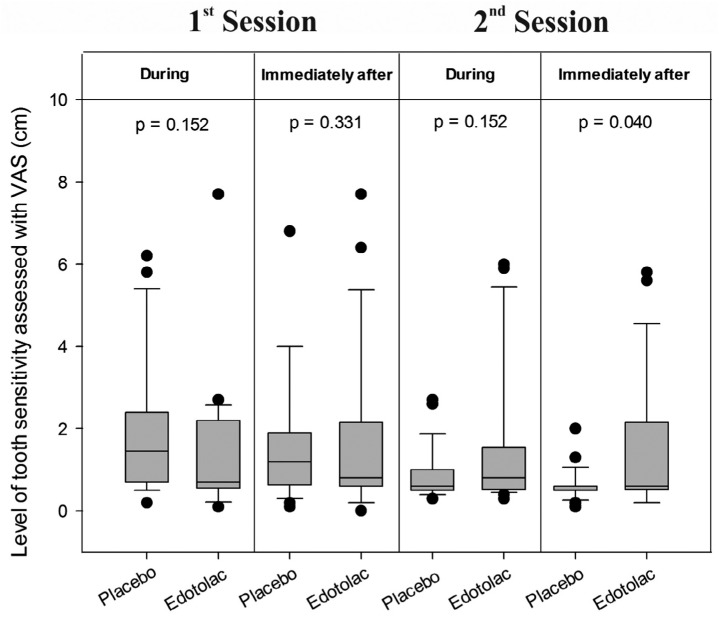 1st Session 2nd Session
During Immediately after During Immediately after
p = 0.152 p = 0.331 p = 0.152 p = 0.040
Level of tooth sensitivity assessed with VAS (cm)
10
8
6
4
2
0
Placebo Edotolac Placebo Edotolac Placebo Edotolac Placebo Edotolac